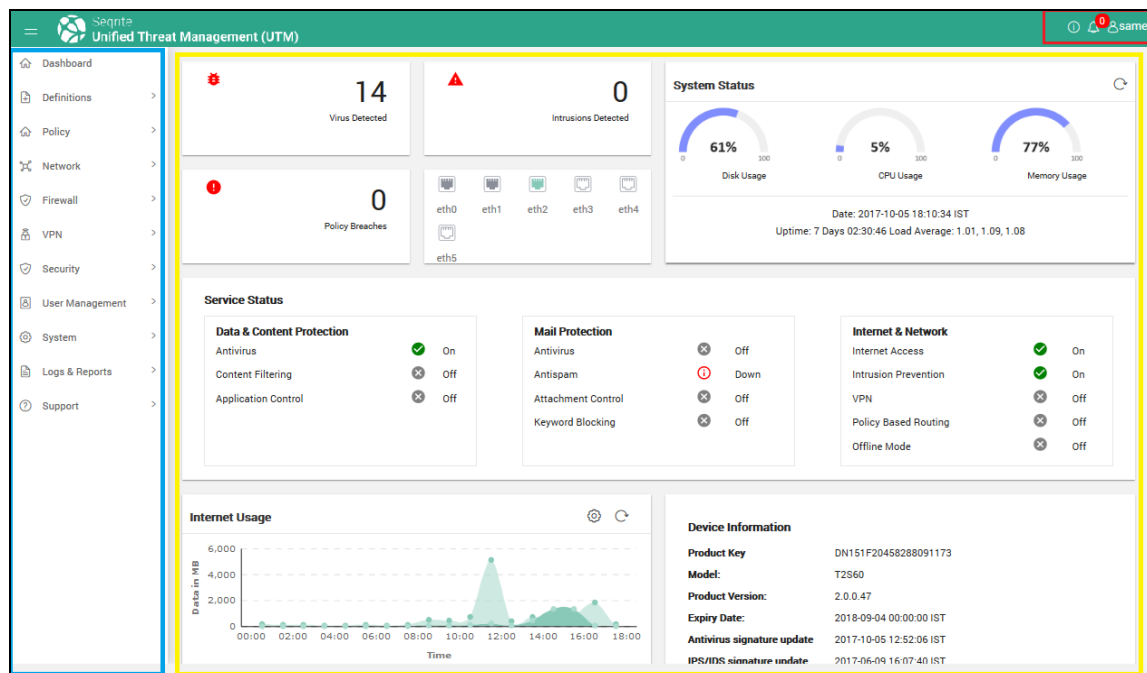 Seqrite
Unified Threat Management (UTM)
0
same
Dashboard
Definitions
Policy
Network
Firewall
VPN
Security
User Management
System
Logs & Reports
Support
14
Virus Detected
0
Intrusions Detected
0
Policy Breaches
eth0 eth1 eth2 eth3 eth4
eth5
System Status
61% 5% 77%
0 100 0 100 0 100
Disk Usage CPU Usage Memory Usage
Date: 2017-10-05 18:10:34 IST
Uptime: 7 Days 02:30:46 Load Average: 1.01, 1.09, 1.08
Service Status
Data & Content Protection
Antivirus On
Content Filtering Off
Application Control Off
Mail Protection
Antivirus Off
Antispam Down
Attachment Control Off
Keyword Blocking Off
Internet & Network
Internet Access On
Intrusion Prevention On
VPN Off
Policy Based Routing Off
Offline Mode Off
Internet Usage
Data in MB
6,000
4,000
2,000
0
00:00 02:00 04:00 06:00 08:00 10:00 12:00 14:00 16:00 18:00
Time
Device Information
Product Key DN151F20458288091173
Model: T2S60
Product Version: 2.0.0.47
Expiry Date: 2018-09-04 00:00:00 IST
Antivirus signature update 2017-10-05 12:52:06 IST
IPS/IDS signature update 2017-06-09 16:07:40 IST